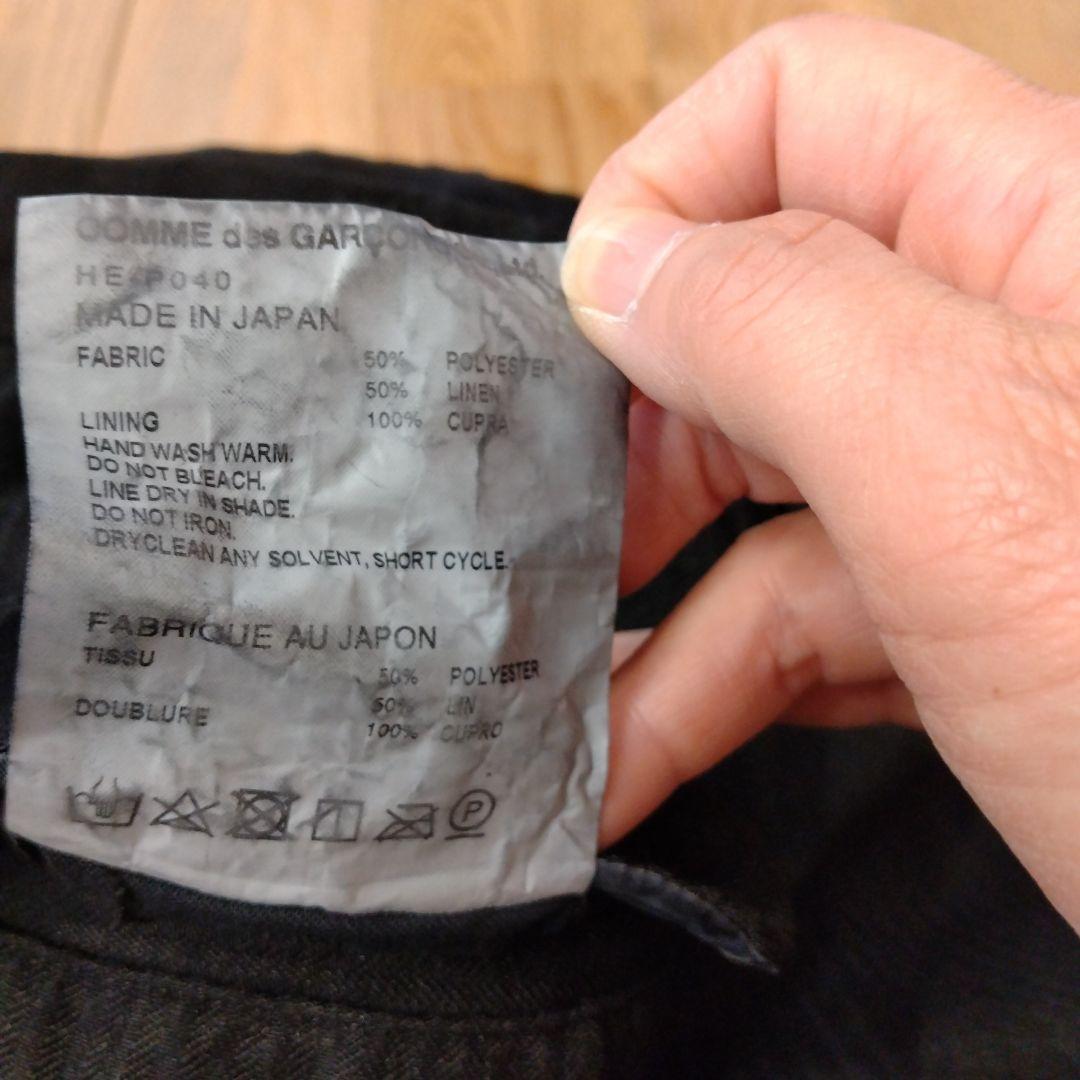 COMME des GARÇONS Co., Ltd.
HE-P040
MADE IN JAPAN
FABRIC 50% POLYESTER
50% LINEN
LINING 100% CUPRA
HAND WASH WARM.
DO NOT BLEACH.
LINE DRY IN SHADE.
DO NOT IRON.
DRYCLEAN ANY SOLVENT, SHORT CYCLE.
FABRIQUE AU JAPON
TISSU 50% POLYESTER
50% LIN
DOUBLURE 100% CUPRO
P